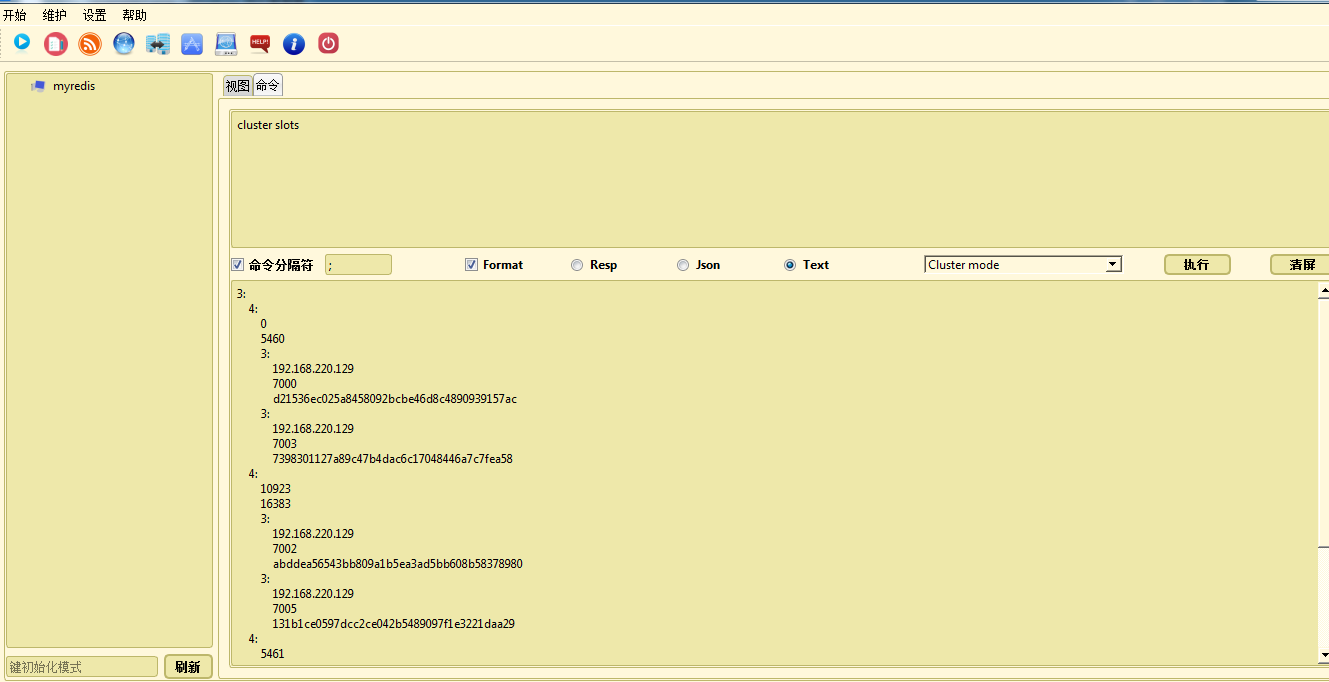 开始 维护 设置 帮助
HELP!
myredis
视图 命令
cluster slots
命令分隔符 ; Format Resp Json Text Cluster mode 执行 清屏
3:
4:
0
5460
3:
192.168.220.129
7000
d21536ec025a8458092bcbe46d8c4890939157ac
3:
192.168.220.129
7003
7398301127a89c47b4dac6c17048446a7c7fea58
4:
10923
16383
3:
192.168.220.129
7002
abddea56543bb809a1b5ea3ad5bb608b58378980
3:
192.168.220.129
7005
131b1ce0597dcc2ce042b5489097f1e3221daa29
4:
5461
键初始化模式 刷新